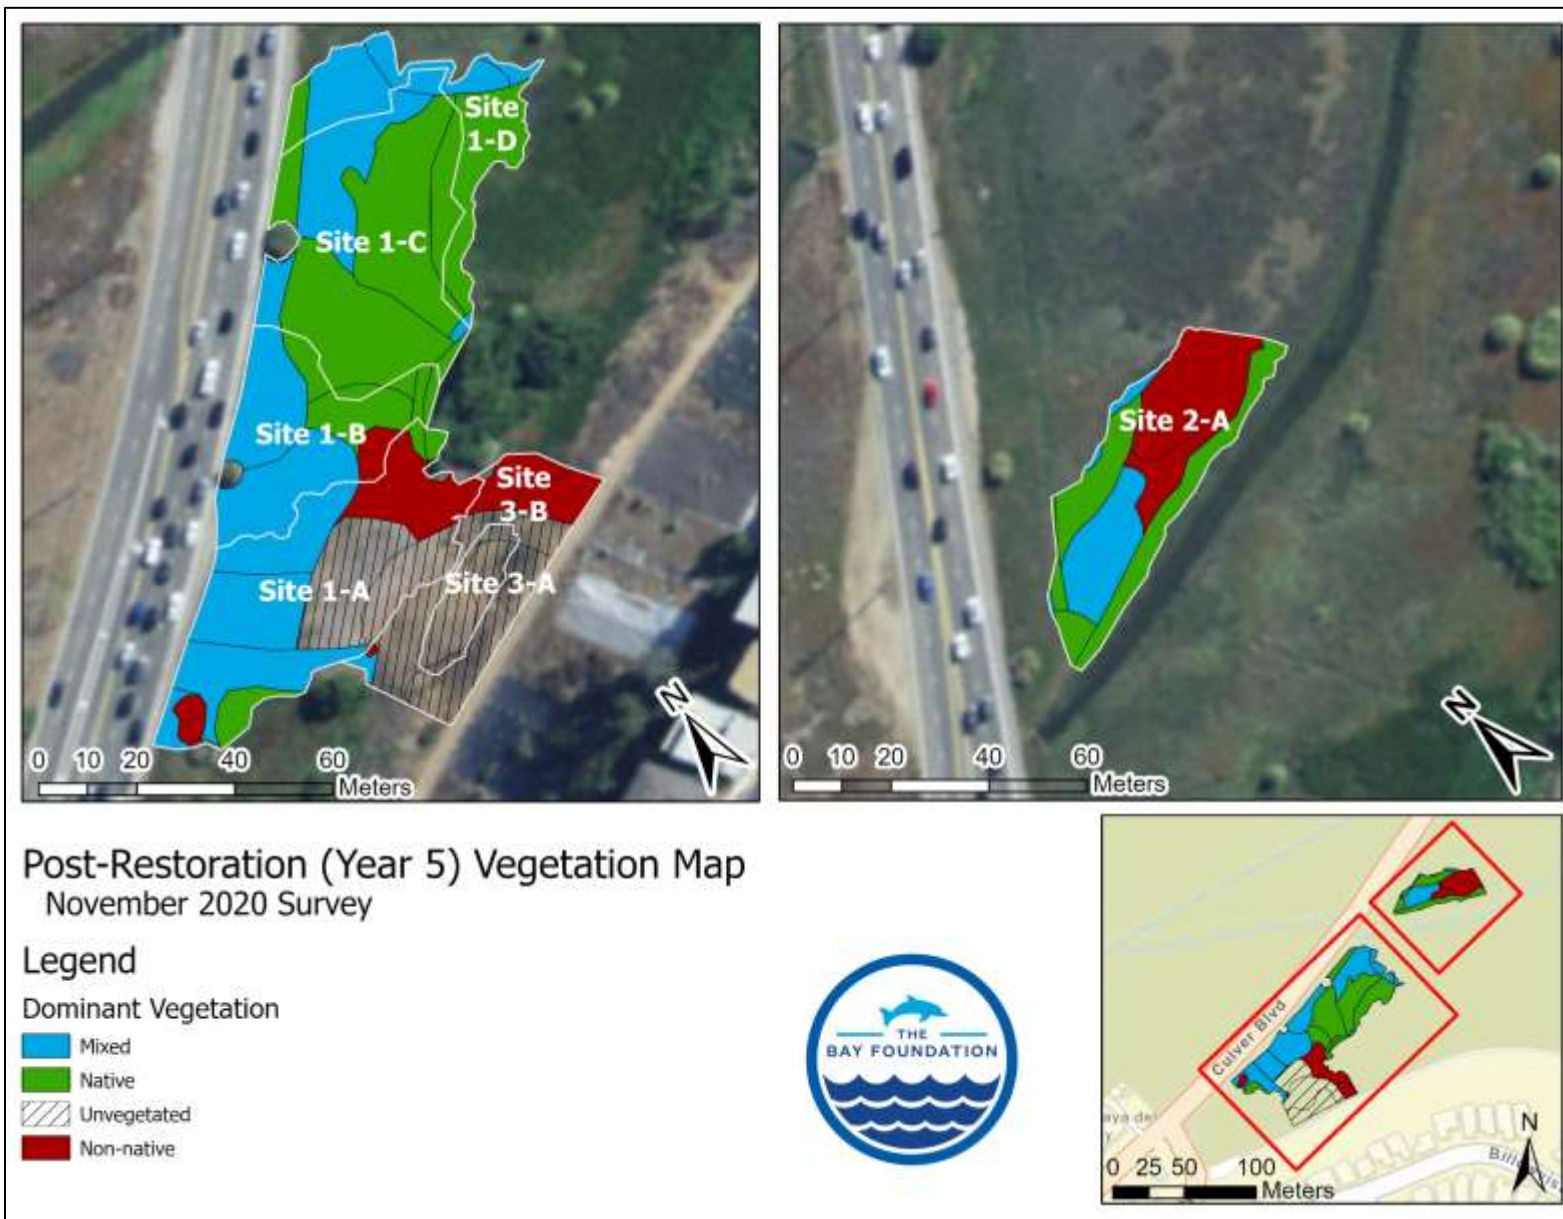 Site
1-D
Site 1-C
Site 1-B
Site
3-B
Site 1-A
Site 3-A
N
0 10 20 40 60
Meters
Site 2-A
N
0 10 20 40 60
Meters
Post-Restoration (Year 5) Vegetation Map
November 2020 Survey
Legend
Dominant Vegetation
Mixed
Native
Unvegetated
Non-native
THE
BAY FOUNDATION
Culver Blvd
N
0 25 50 100
Meters